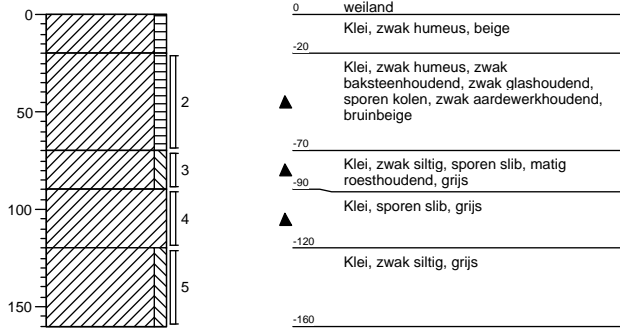 0
50
100
150
2
3
4
5
0 weiland
Klei, zwak humeus, beige
-20
Klei, zwak humeus, zwak
baksteenhoudend, zwak glashoudend,
sporen kolen, zwak aardewerkhoudend,
bruinbeige
-70
Klei, zwak siltig, sporen slib, matig
roesthoudend, grijs
-90
Klei, sporen slib, grijs
-120
Klei, zwak siltig, grijs
-160